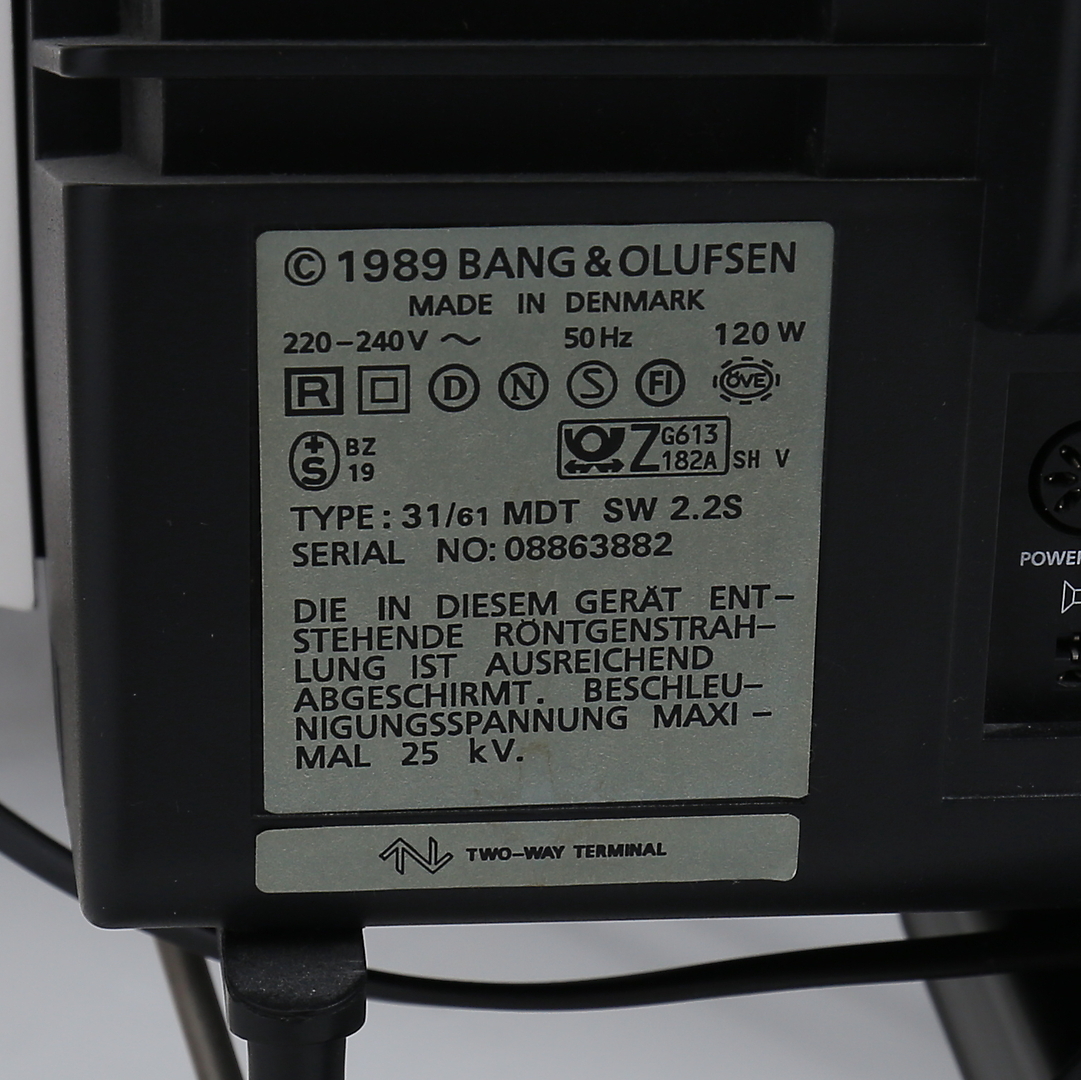 © 1989 BANG & OLUFSEN
MADE IN DENMARK
220-240V ~ 50 Hz 120 W
R D N S FI ÖVE
+S BZ 19
Z G613 182A SH V
TYPE: 31/61 MDT SW 2.2S
SERIAL NO: 08863882
DIE IN DIESEM GERÄT ENT-
STEHENDE RÖNTGENSTRAH-
LUNG IST AUSREICHEND
ABGESCHIRMT. BESCHLEU-
NIGUNGSSPANNUNG MAXI-
MAL 25 kV.
TWO-WAY TERMINAL